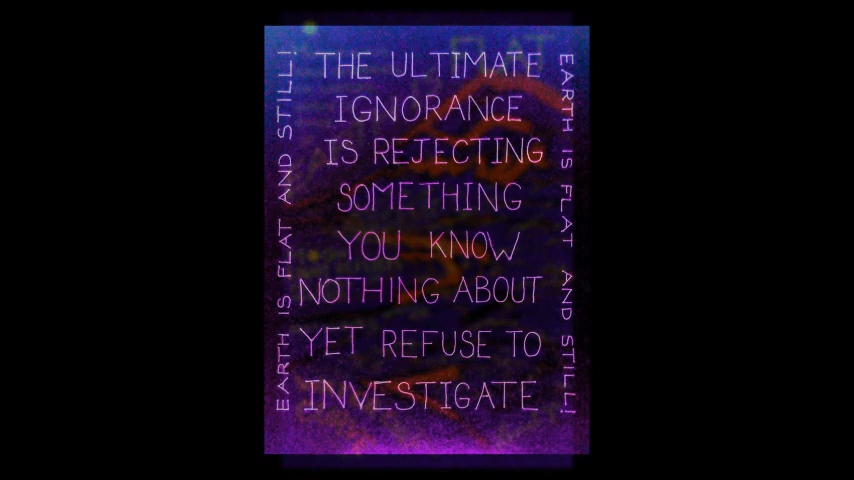 THE ULTIMATE
IGNORANCE
IS REJECTING
SOMETHING
YOU KNOW
NOTHING ABOUT
YET REFUSE TO
INVESTIGATE
EARTH IS FLAT AND STILL!
EARTH IS FLAT AND STILL!